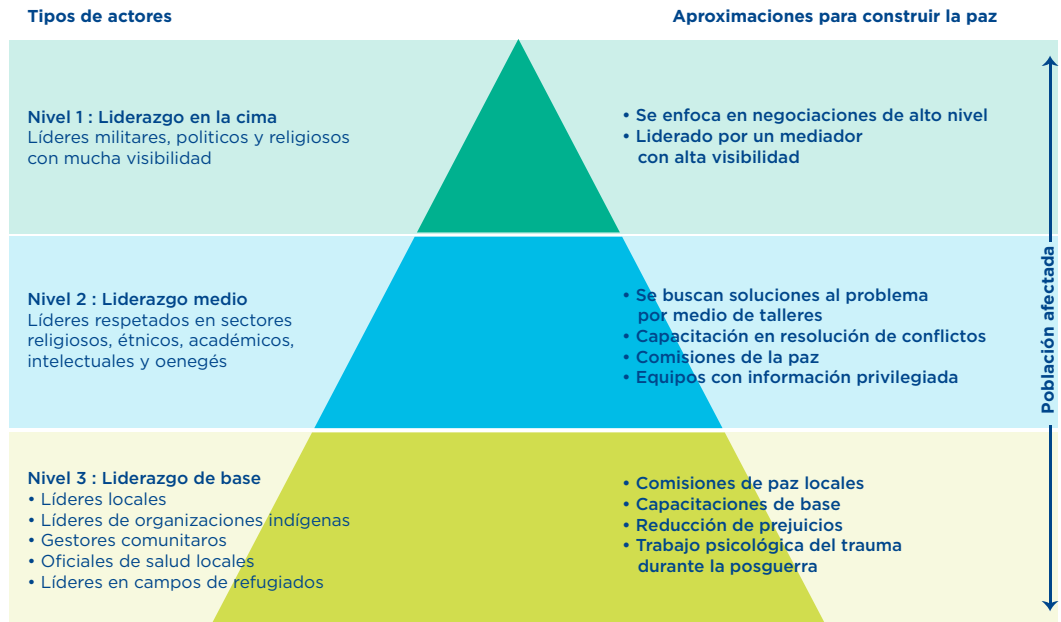 Tipos de actores
Aproximaciones para construir la paz
Nivel 1 : Liderazgo en la cima
Líderes militares, politicos y religiosos
con mucha visibilidad
• Se enfoca en negociaciones de alto nivel
• Liderado por un mediador
con alta visibilidad
Nivel 2 : Liderazgo medio
Líderes respetados en sectores
religiosos, étnicos, académicos,
intelectuales y oenegés
• Se buscan soluciones al problema
por medio de talleres
• Capacitación en resolución de conflictos
• Comisiones de la paz
• Equipos con información privilegiada
Nivel 3 : Liderazgo de base
• Líderes locales
• Líderes de organizaciones indígenas
• Gestores comunitaros
• Oficiales de salud locales
• Líderes en campos de refugiados
• Comisiones de paz locales
• Capacitaciones de base
• Reducción de prejuicios
• Trabajo psicológica del trauma
durante la posguerra
Población afectada